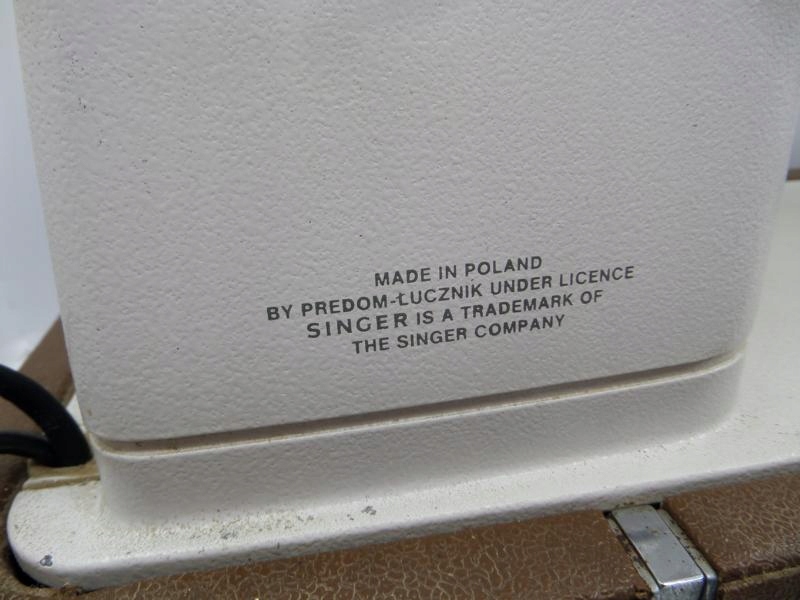 MADE IN POLAND
BY PREDOM-ŁUCZNIK UNDER LICENCE
SINGER IS A TRADEMARK OF
THE SINGER COMPANY